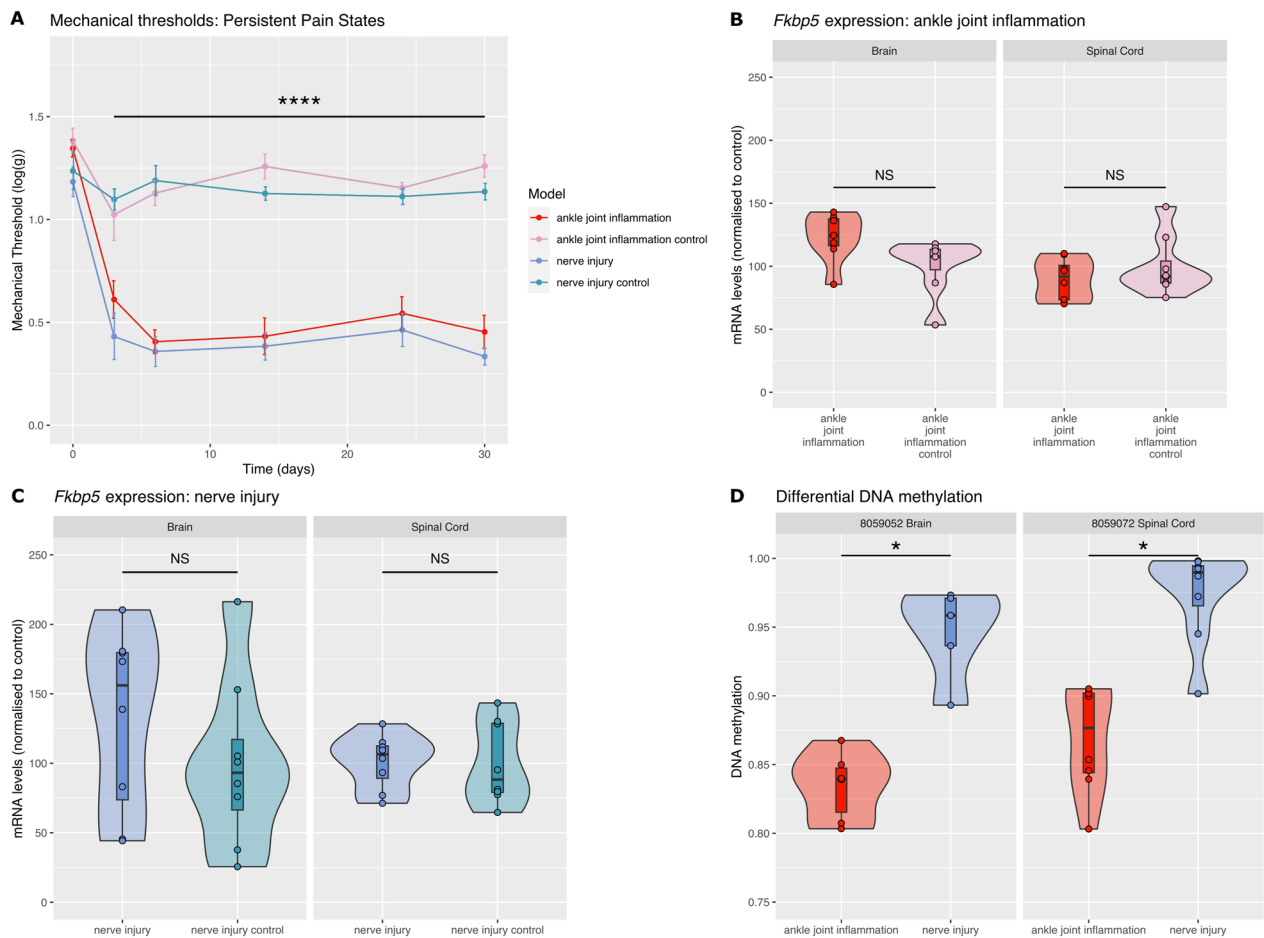 A
Mechanical thresholds: Persistent Pain States
Mechanical Threshold (log(g))
1.5
1.0
0.5
0.0
****
0
10
20
30
Time (days)
Model
ankle joint inflammation
ankle joint inflammation control
nerve injury
nerve injury control
B
Fkbp5 expression: ankle joint inflammation
Brain
Spinal Cord
mRNA levels (normalised to control)
250
200
150
100
50
0
NS
NS
ankle
joint
inflammation
ankle
joint
inflammation
control
ankle
joint
inflammation
ankle
joint
inflammation
control
C
Fkbp5 expression: nerve injury
Brain
Spinal Cord
mRNA levels (normalised to control)
250
200
150
100
50
0
NS
NS
nerve injury
nerve injury control
nerve injury
nerve injury control
D
Differential DNA methylation
8059052 Brain
8059072 Spinal Cord
DNA methylation
1.00
0.95
0.90
0.85
0.80
0.75
*
*
ankle joint inflammation
nerve injury
ankle joint inflammation
nerve injury